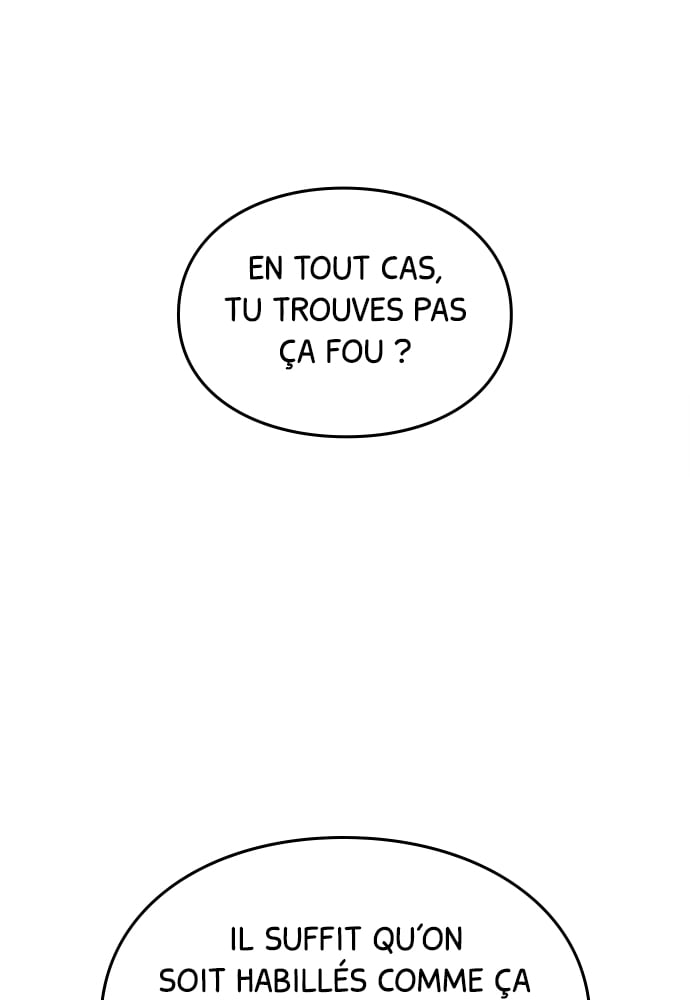 EN TOUT CAS,
TU TROUVES PAS
ÇA FOU ?
IL SUFFIT QU'ON
SOIT HABILLÉS COMME ÇA